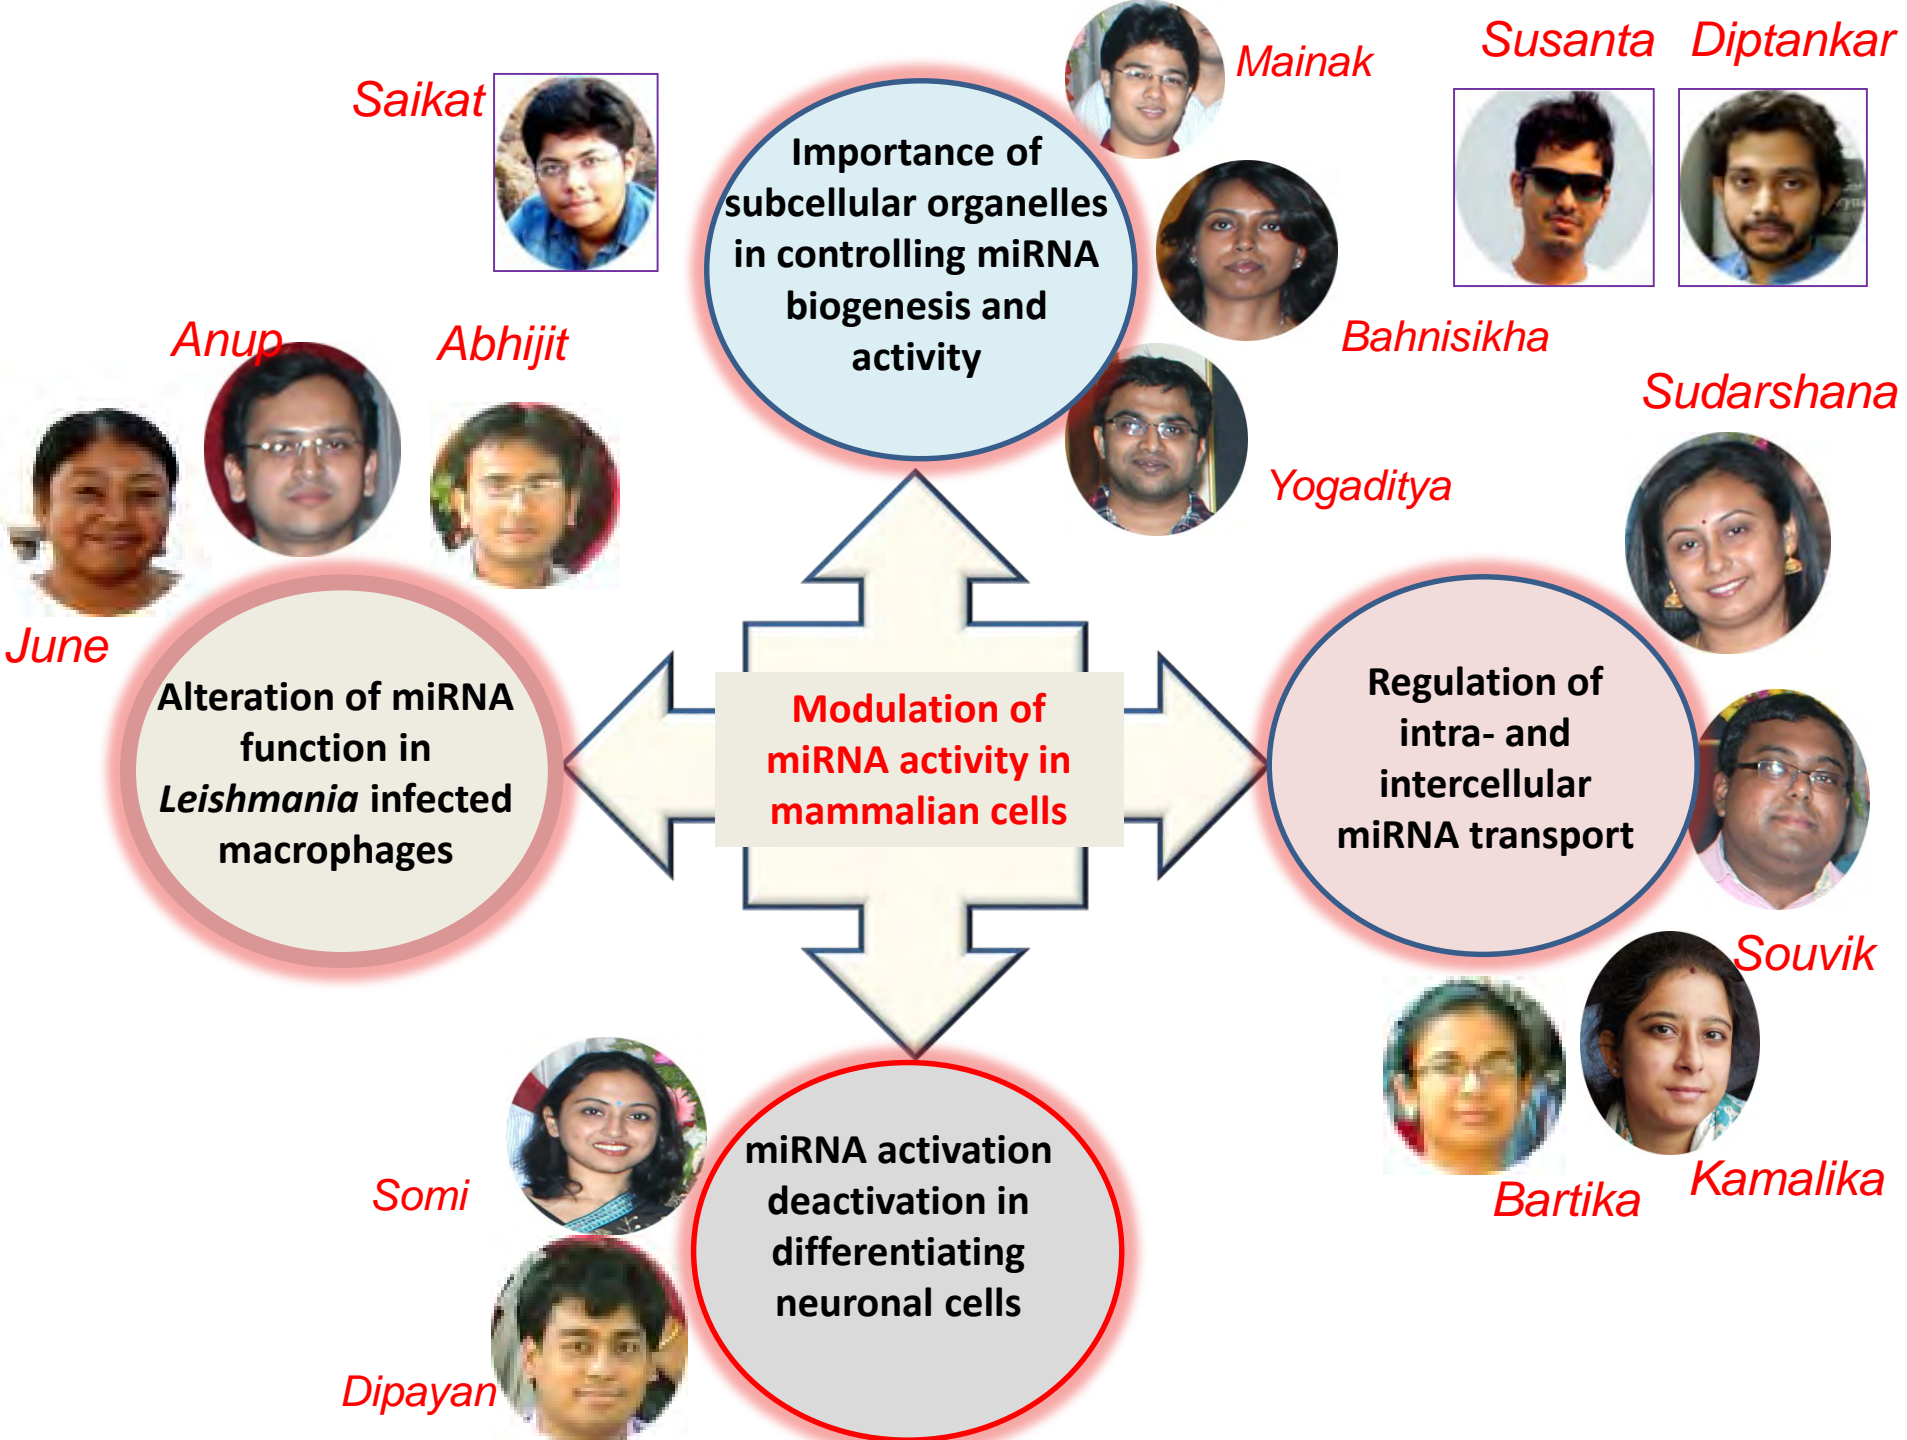 Susanta Diptankar
Mainak
Saikat
Importance of
subcellular organelles
in controlling miRNA
biogenesis and
activity
Bahnisikha
Anup Abhijit
Sudarshana
Yogaditya
June
Alteration of miRNA
function in
Leishmania infected
macrophages
Modulation of
miRNA activity in
mammalian cells
Regulation of
intra- and
intercellular
miRNA transport
Souvik
Kamalika
Bartika
Somi
miRNA activation
deactivation in
differentiating
neuronal cells
Dipayan